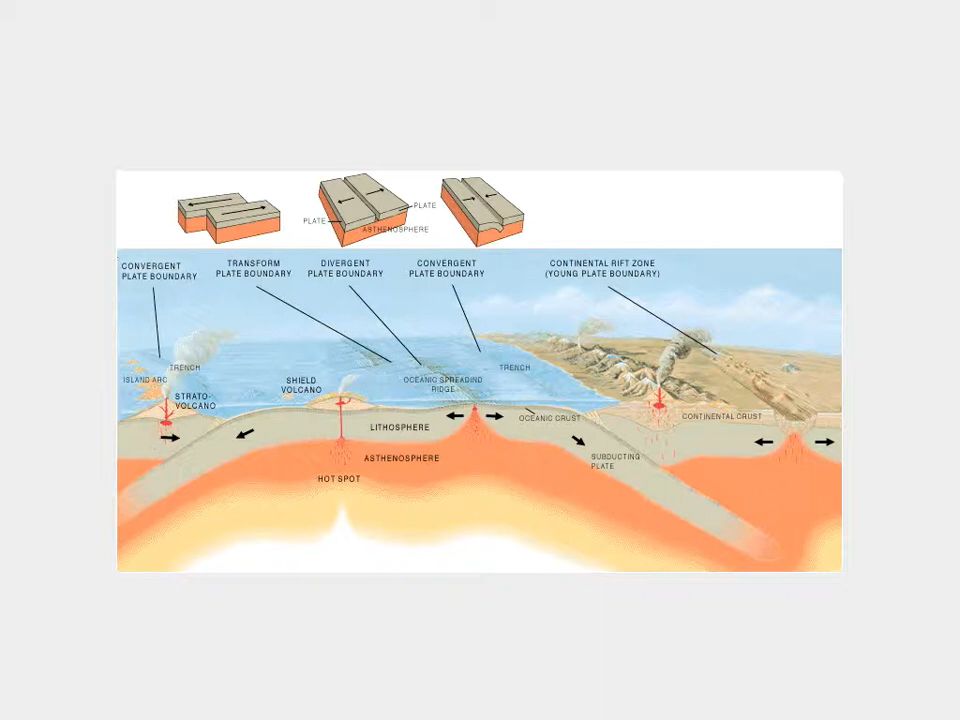 PLATE
PLATE
ASTHENOSPHERE
CONVERGENT
PLATE BOUNDARY
TRANSFORM
PLATE BOUNDARY
DIVERGENT
PLATE BOUNDARY
CONVERGENT
PLATE BOUNDARY
CONTINENTAL RIFT ZONE
(YOUNG PLATE BOUNDARY)
TRENCH
ISLAND ARC
STRATO-
VOLCANO
SHIELD
VOLCANO
OCEANIC SPREADING
RIDGE
TRENCH
OCEANIC CRUST
CONTINENTAL CRUST
LITHOSPHERE
ASTHENOSPHERE
SUBDUCTING
PLATE
HOT SPOT